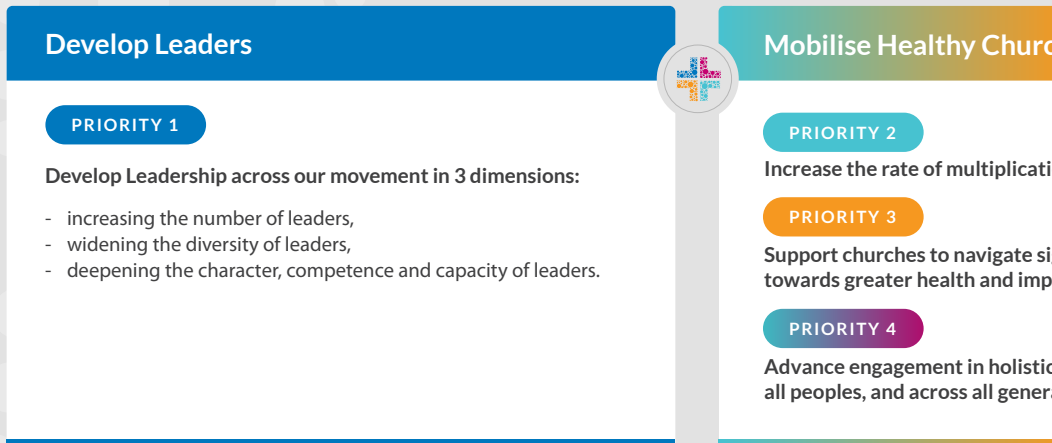 Develop Leaders
PRIORITY 1
Develop Leadership across our movement in 3 dimensions:
- increasing the number of leaders,
- widening the diversity of leaders,
- deepening the character, competence and capacity of leaders.
Mobilise Healthy
PRIORITY 2
Increase the rate of
PRIORITY 3
Support churches to navigate
towards greater health and
PRIORITY 4
Advance engagement in
all peoples, and across all